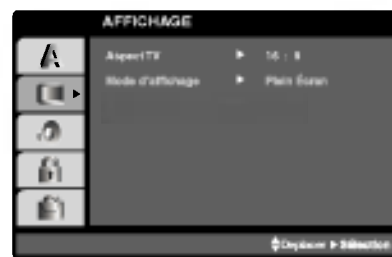 AFFICHAGE
Aspect TV ► 16 : 9
Mode d'affichage ► Plein Écran
Déplacer ► Sélection